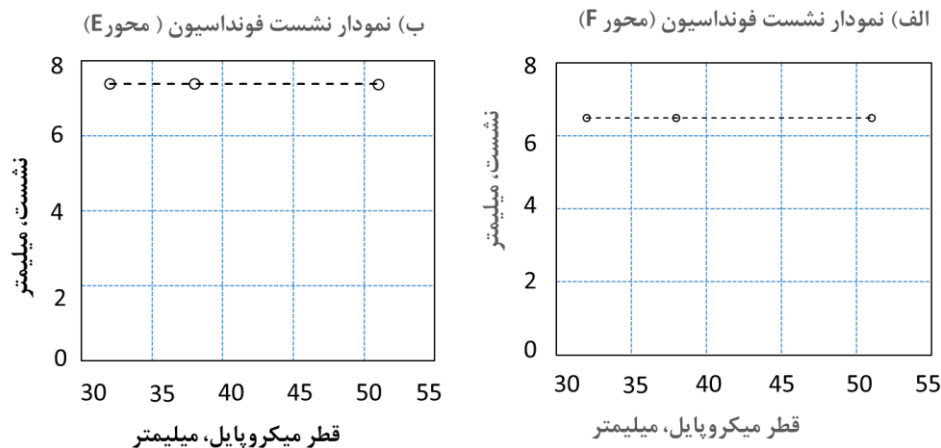 الف) نمودار نشست فونداسیون (محور F)
8
6
4
2
0
نشست، میلیمتر
30 35 40 45 50 55
قطر میکروپایل، میلیمتر
ب) نمودار نشست فونداسیون ( محورE)
8
6
4
2
0
نشست، میلیمتر
30 35 40 45 50 55
قطر میکروپایل، میلیمتر